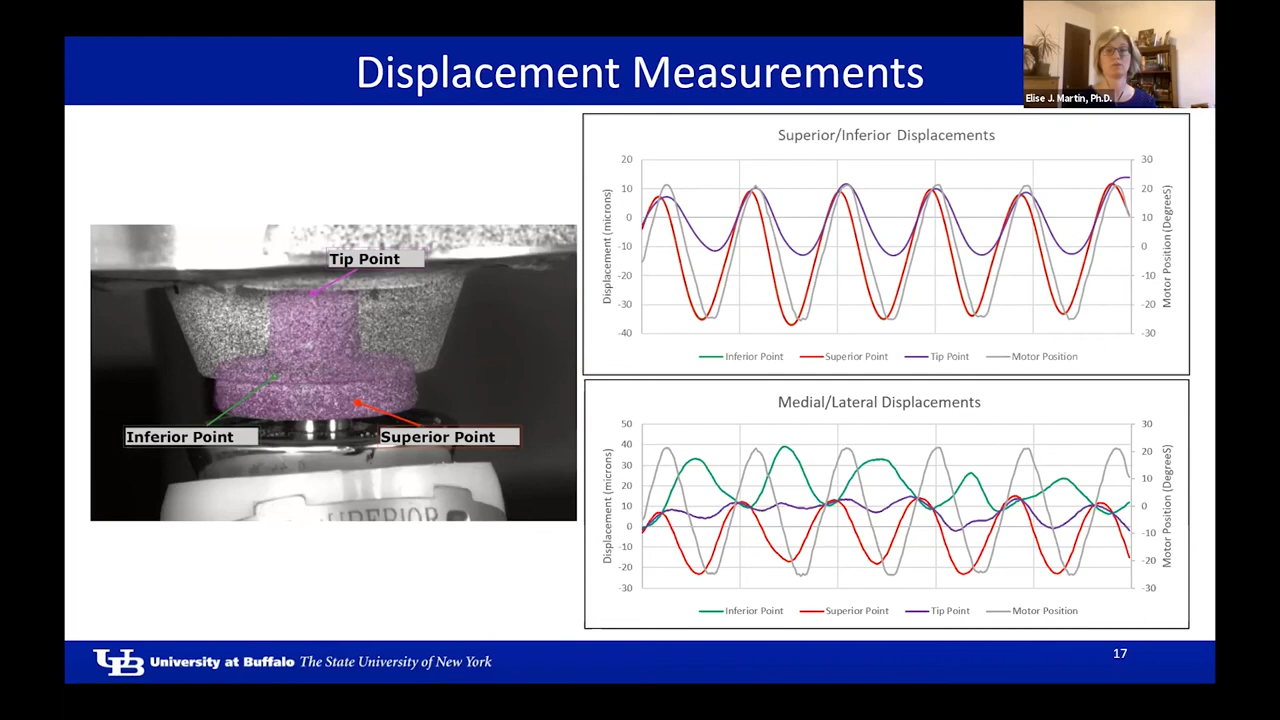 Displacement Measurements
Elise J. Martin, Ph.D.
Tip Point
Inferior Point
Superior Point
SUPERIOR
Superior/Inferior Displacements
Displacement (microns)
20
10
0
-10
-20
-30
-40
30
20
10
0
-10
-20
-30
Motor Position (DegreeS)
Inferior Point
Superior Point
Tip Point
Motor Position
Medial/Lateral Displacements
Displacement (microns)
50
40
30
20
10
0
-10
-20
-30
30
20
10
0
-10
-20
-30
Motor Position (DegreeS)
Inferior Point
Superior Point
Tip Point
Motor Position
UB University at Buffalo The State University of New York
17